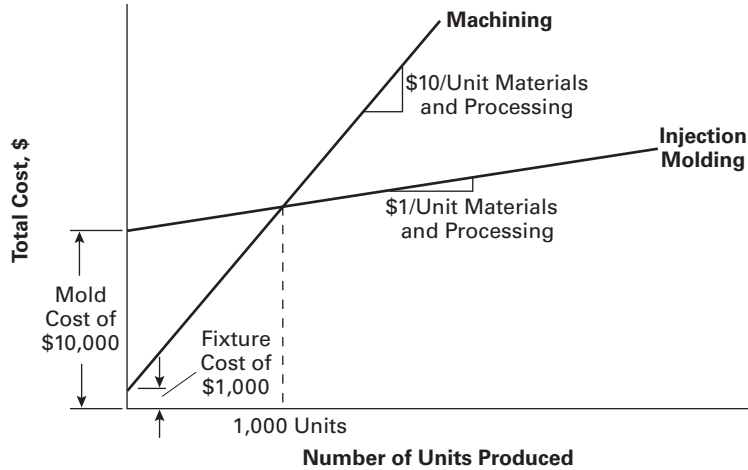 Machining
$10/Unit Materials
and Processing
Injection
Molding
$1/Unit Materials
and Processing
Total Cost, $
Mold
Cost of
$10,000
Fixture
Cost of
$1,000
1,000 Units
Number of Units Produced